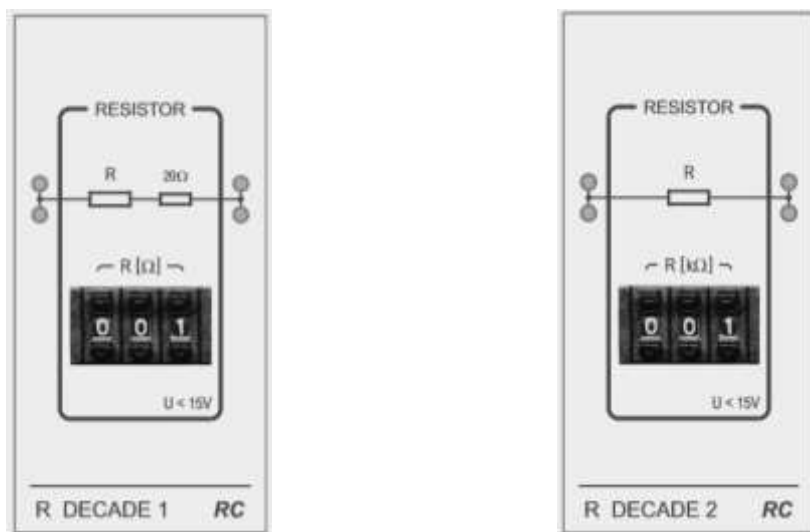 RESISTOR
R 20Ω
R [Ω]
0 0 1
U < 15V
R DECADE 1 RC
RESISTOR
R
R [kΩ]
0 0 1
U < 15V
R DECADE 2 RC